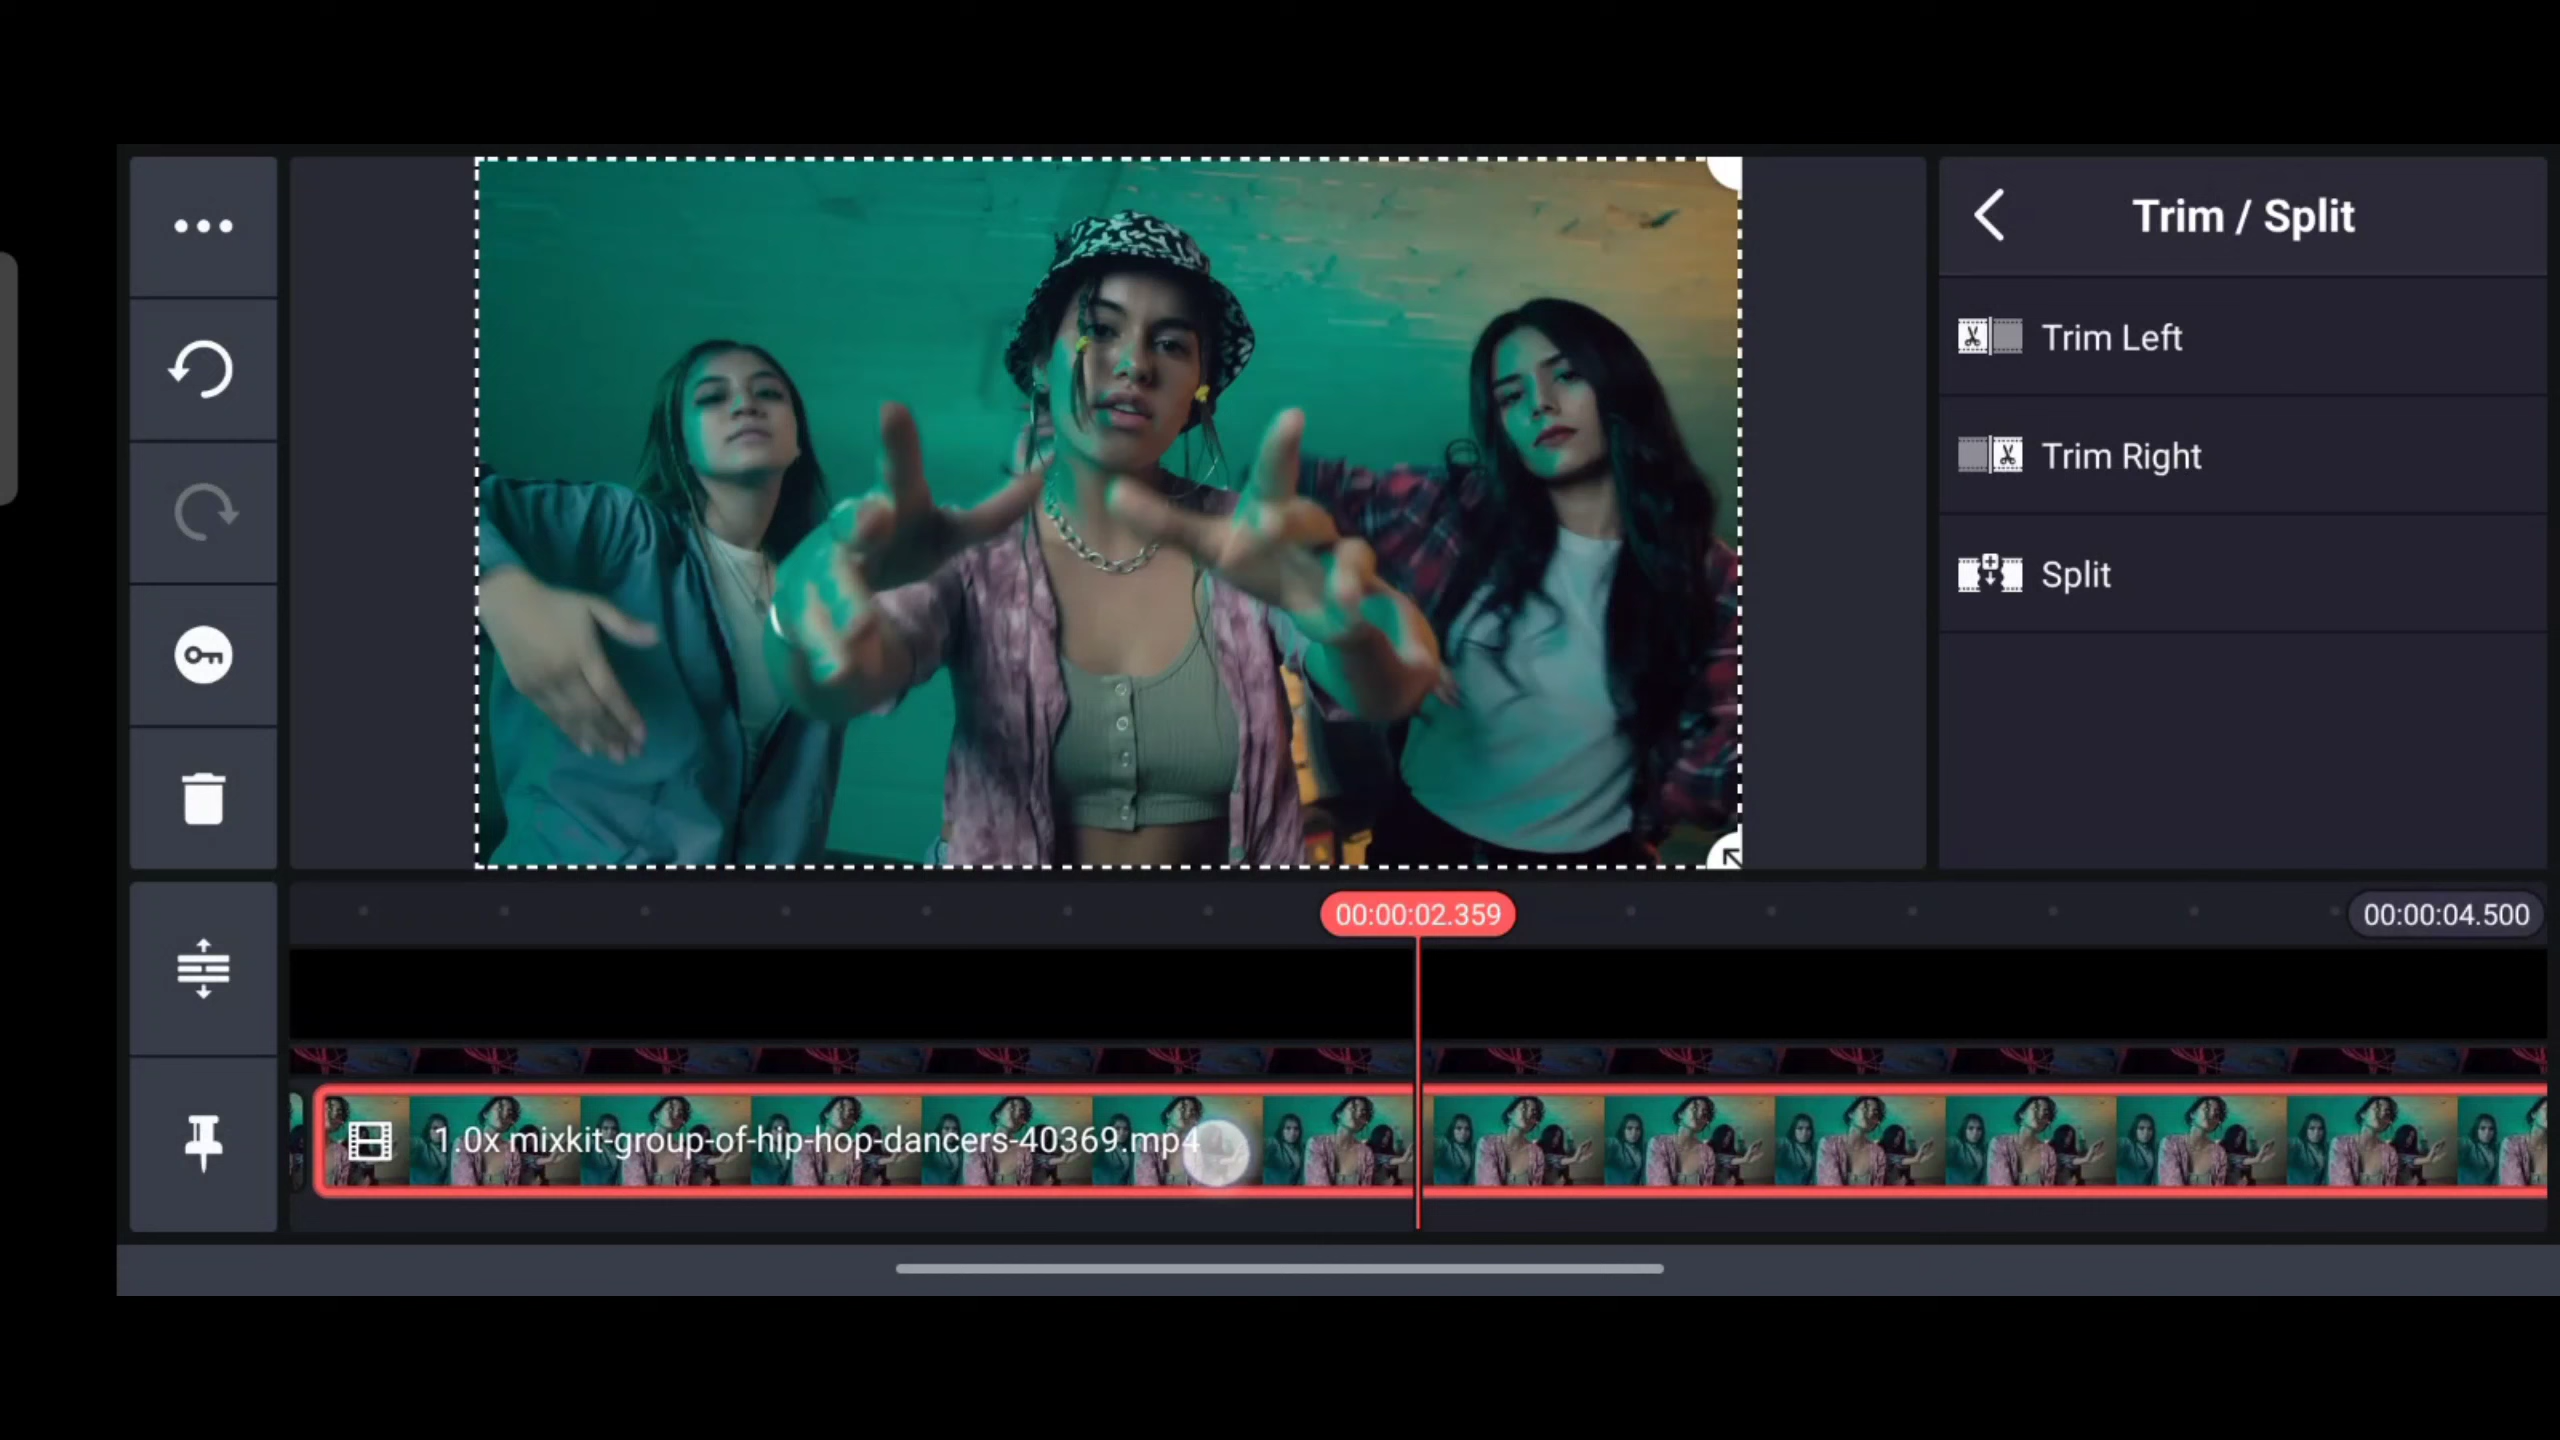 Trim / Split
Trim Left
Trim Right
Split
00:00:02.359
00:00:04.500
1.0x mixkit-group-of-hip-hop-dancers-40369.mp4